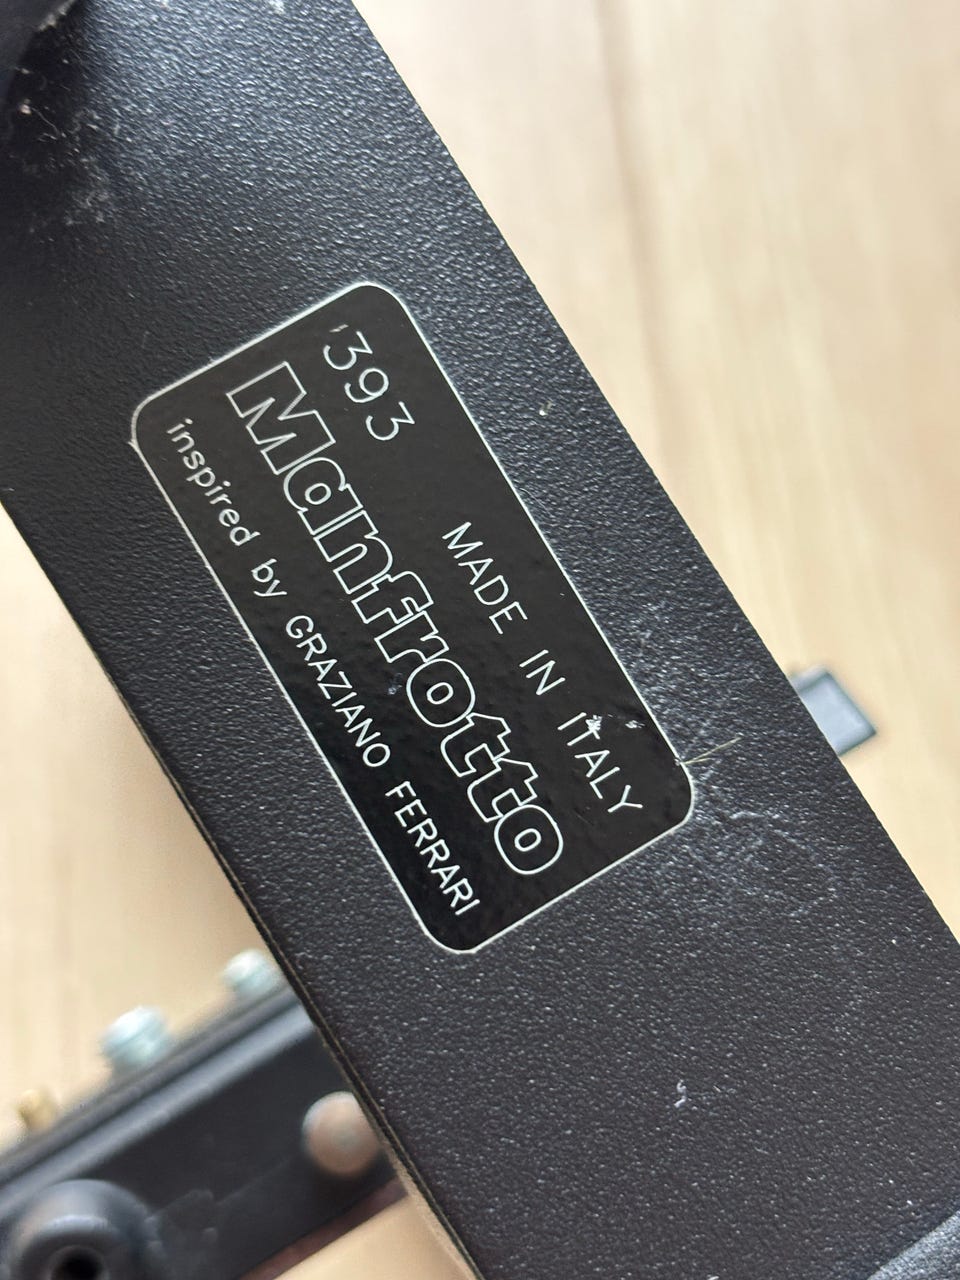 '393 MADE IN ITALY
Manfrotto
inspired by GRAZIANO FERRARI